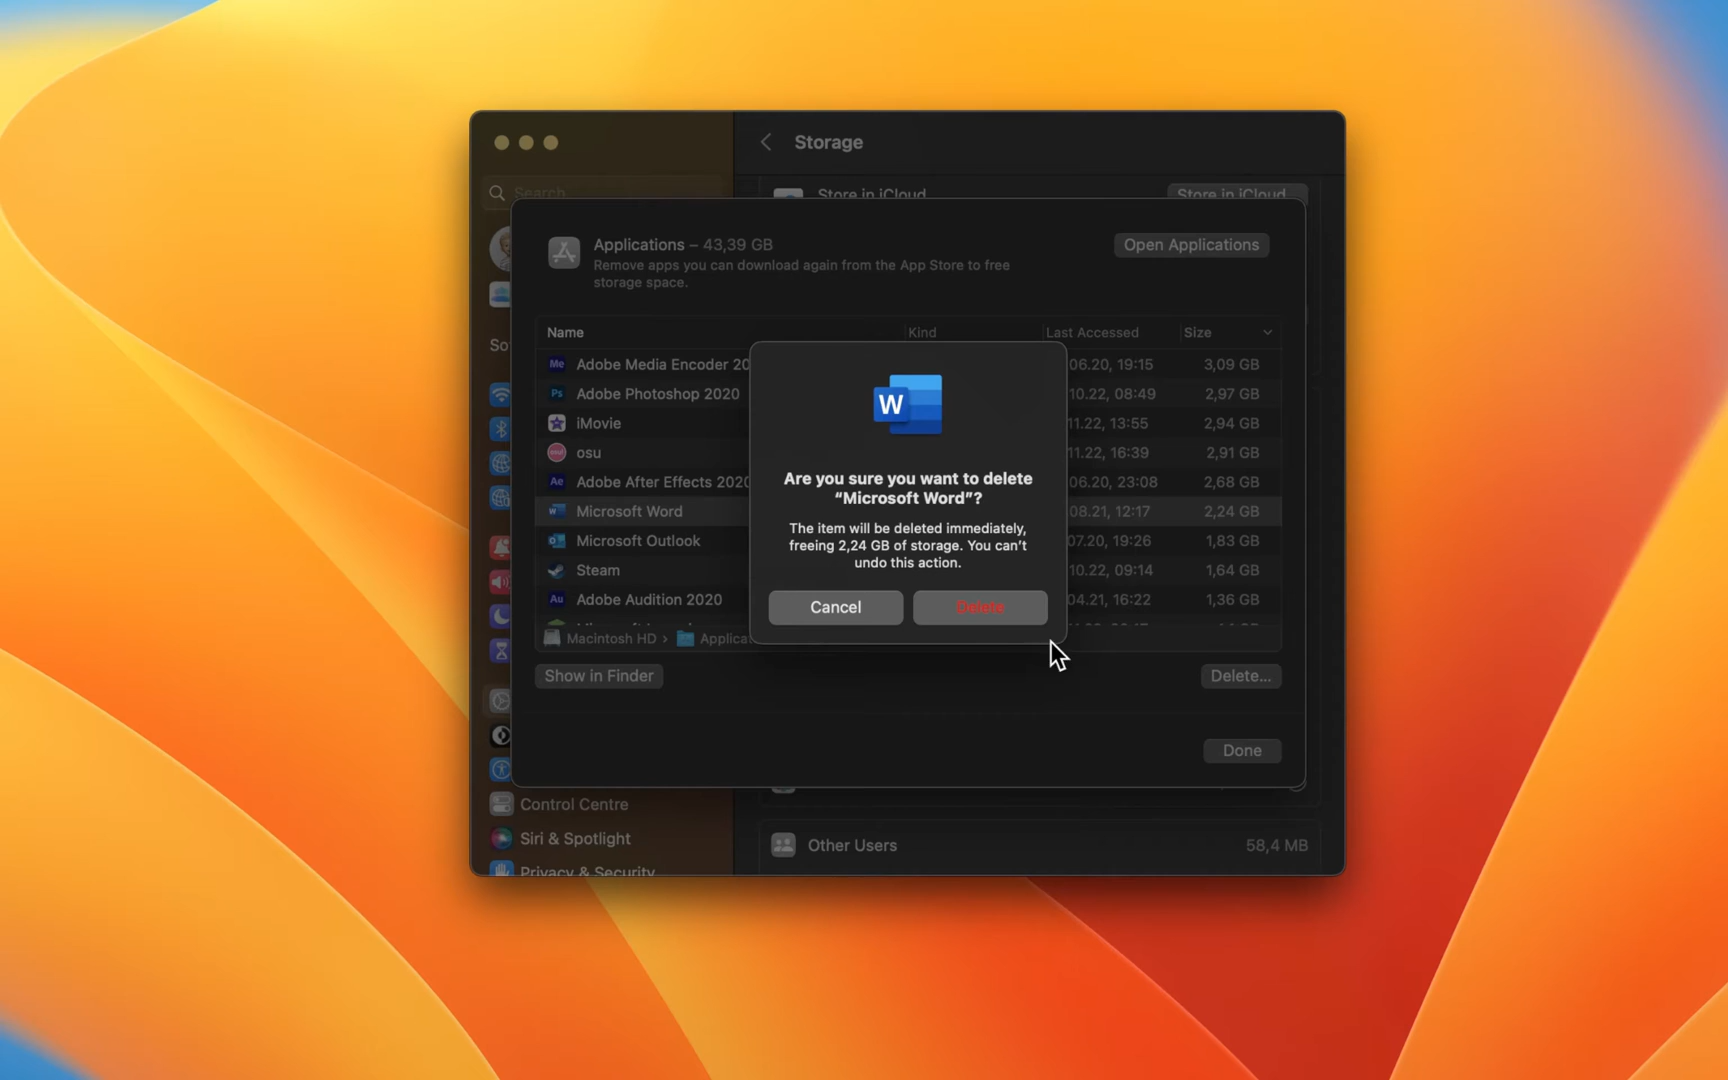 Storage
Search
Store in iCloud
Store in iCloud
Applications – 43,39 GB
Open Applications
Remove apps you can download again from the App Store to free
storage space.
So
Name
Kind
Last Accessed
Size
Me
Adobe Media Encoder 20
06.20, 19:15
3,09 GB
Ps
Adobe Photoshop 2020
10.22, 08:49
2,97 GB
iMovie
11.22, 13:55
2,94 GB
osu!
osu
11.22, 16:39
2,91 GB
Ae
Adobe After Effects 2020
06.20, 23:08
2,68 GB
W
Microsoft Word
08.21, 12:17
2,24 GB
Microsoft Outlook
07.20, 19:26
1,83 GB
Steam
10.22, 09:14
1,64 GB
Au
Adobe Audition 2020
04.21, 16:22
1,36 GB
Macintosh HD ›
Applica
W
Are you sure you want to delete
“Microsoft Word”?
The item will be deleted immediately,
freeing 2,24 GB of storage. You can’t
undo this action.
Cancel
Delete
Show in Finder
Delete...
Done
Control Centre
Siri & Spotlight
Privacy & Security
Other Users
58,4 MB